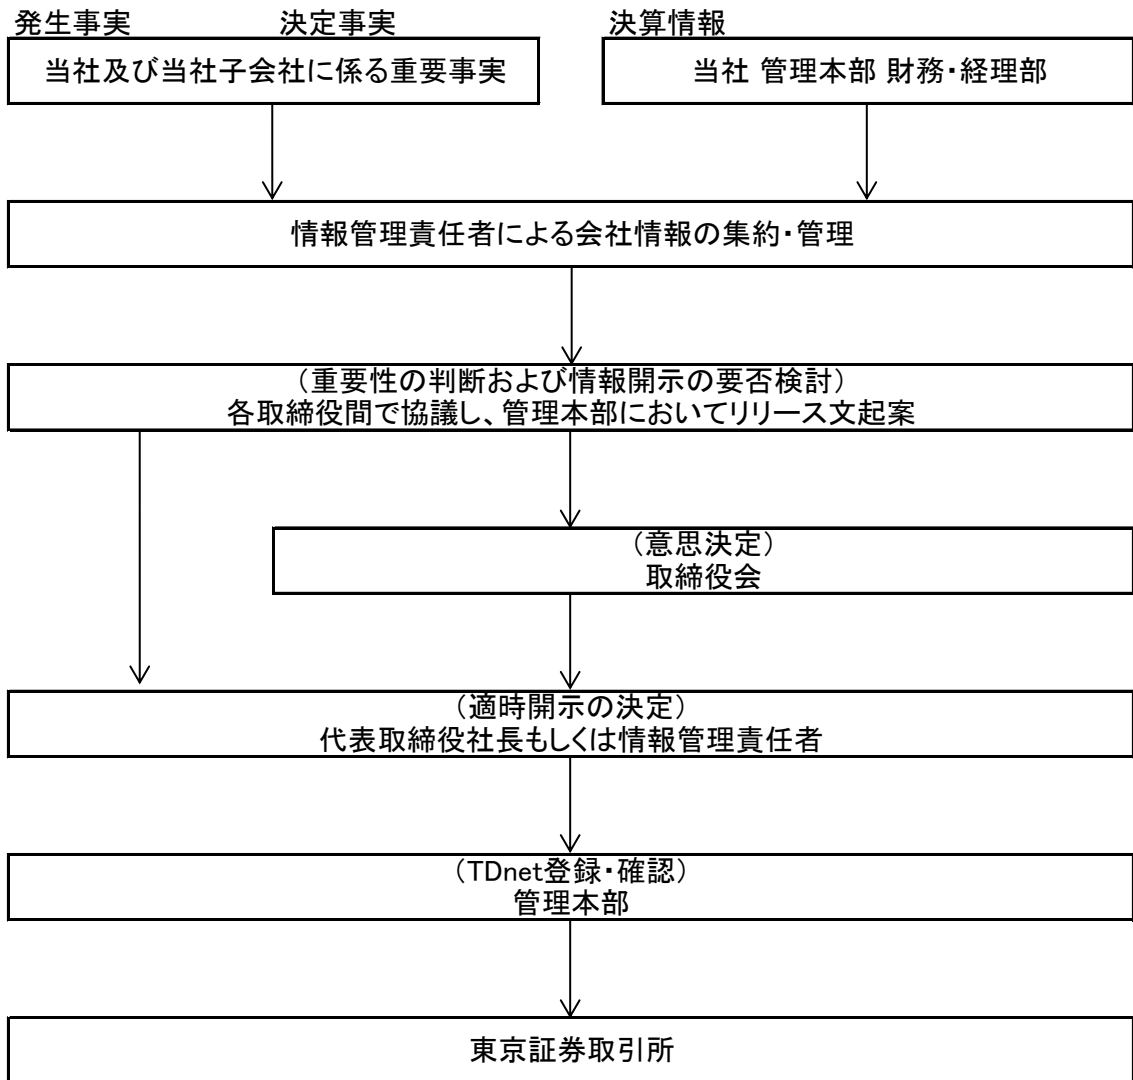 発生事実 決定事実 決算情報
当社及び当社子会社に係る重要事実
当社 管理本部 財務・経理部
情報管理責任者による会社情報の集約・管理
（重要性の判断および情報開示の要否検討）
各取締役間で協議し、管理本部においてリリース文起案
（意思決定）
取締役会
（適時開示の決定）
代表取締役社長もしくは情報管理責任者
（TDnet登録・確認）
管理本部
東京証券取引所